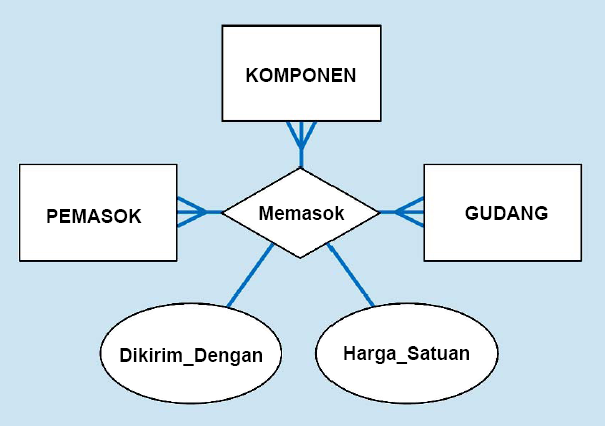 KOMPONEN
PEMASOK
Memasok
GUDANG
Dikirim_Dengan
Harga_Satuan